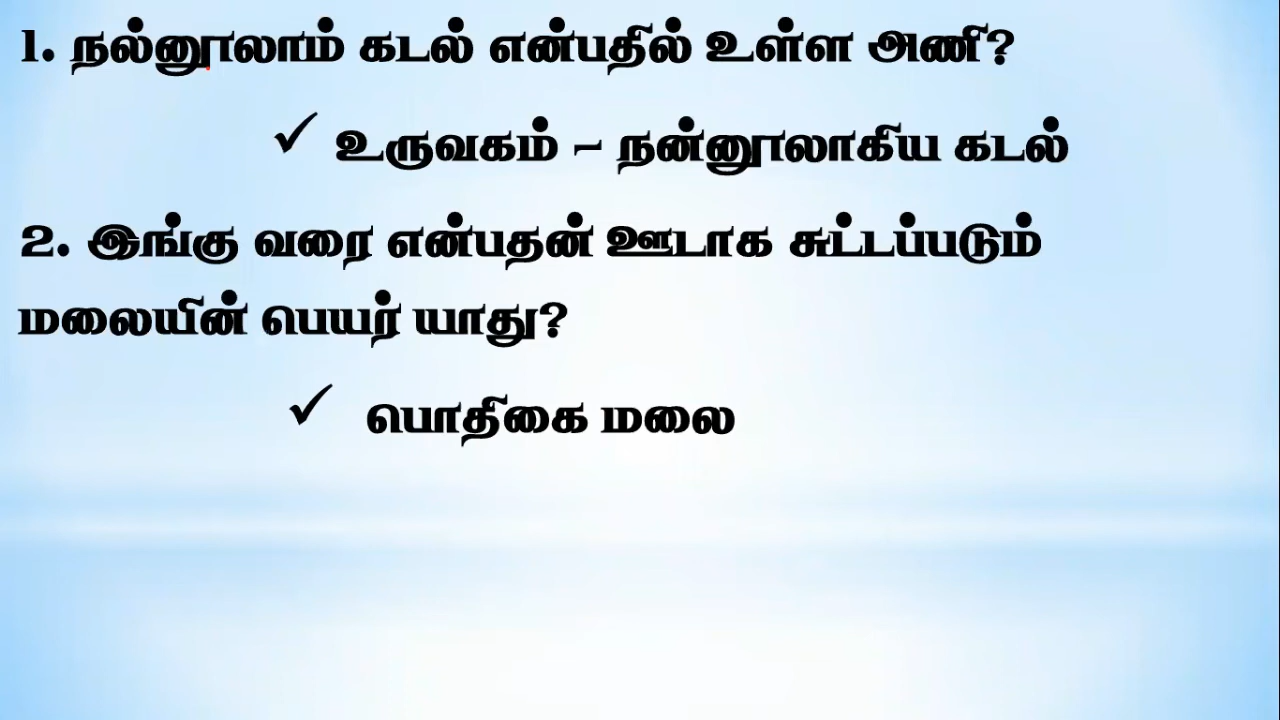 1. நல்னூலாம் கடல் என்பதில் உள்ள அணி?
✓ உருவகம் – நன்னூலாகிய கடல்
2. இங்கு வரை என்பதன் ஊடாக சுட்டப்படும்
மலையின் பெயர் யாது?
✓ பொதிகை மலை